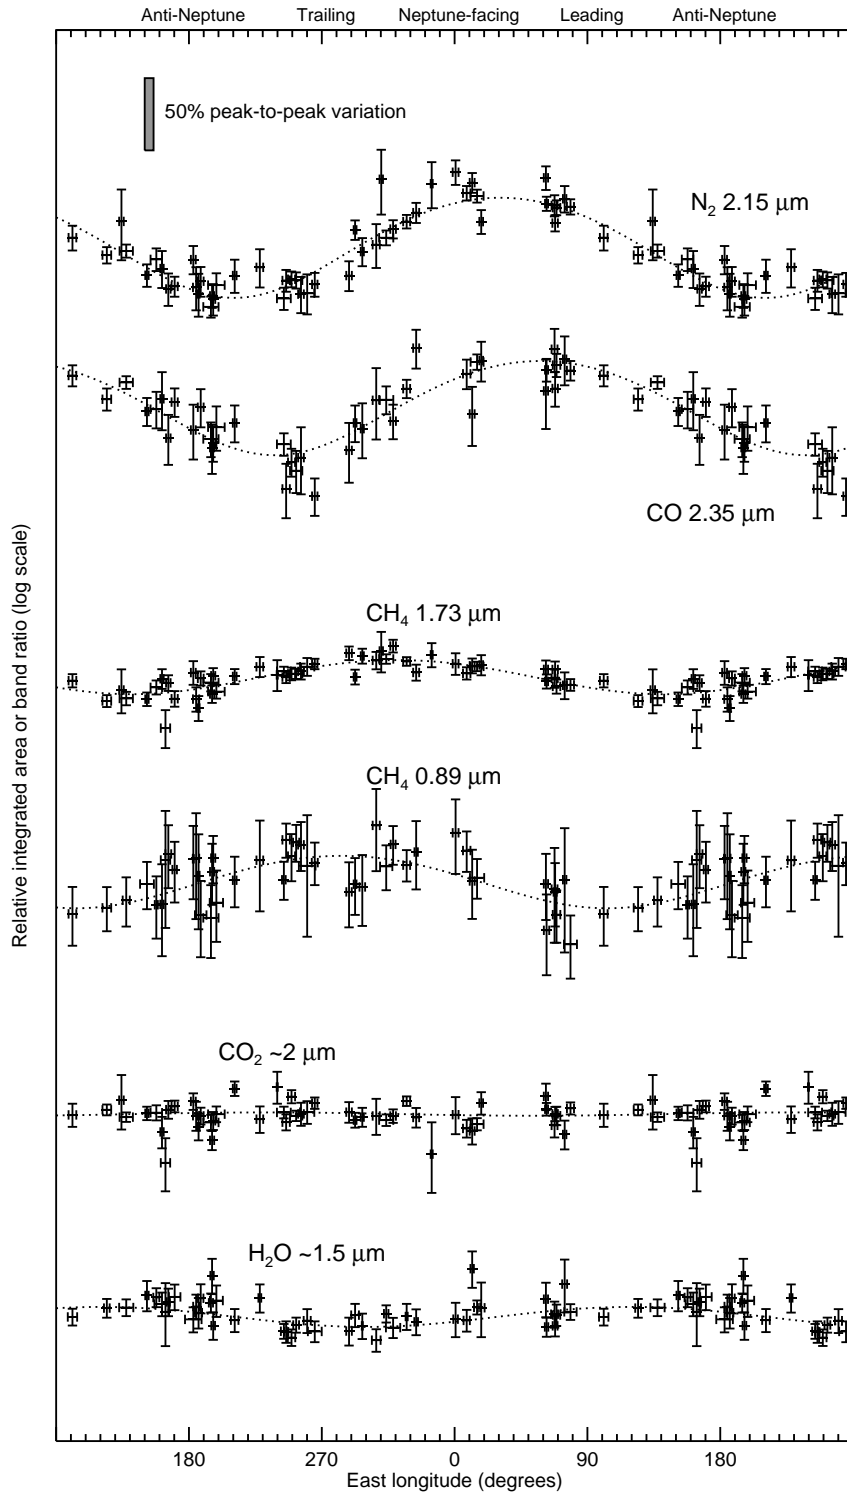 Anti-Neptune Trailing Neptune-facing Leading Anti-Neptune
50% peak-to-peak variation
N₂ 2.15 μm
CO 2.35 μm
CH₄ 1.73 μm
CH₄ 0.89 μm
CO₂ ~2 μm
H₂O ~1.5 μm
Relative integrated area or band ratio (log scale)
180 270 0 90 180
East longitude (degrees)